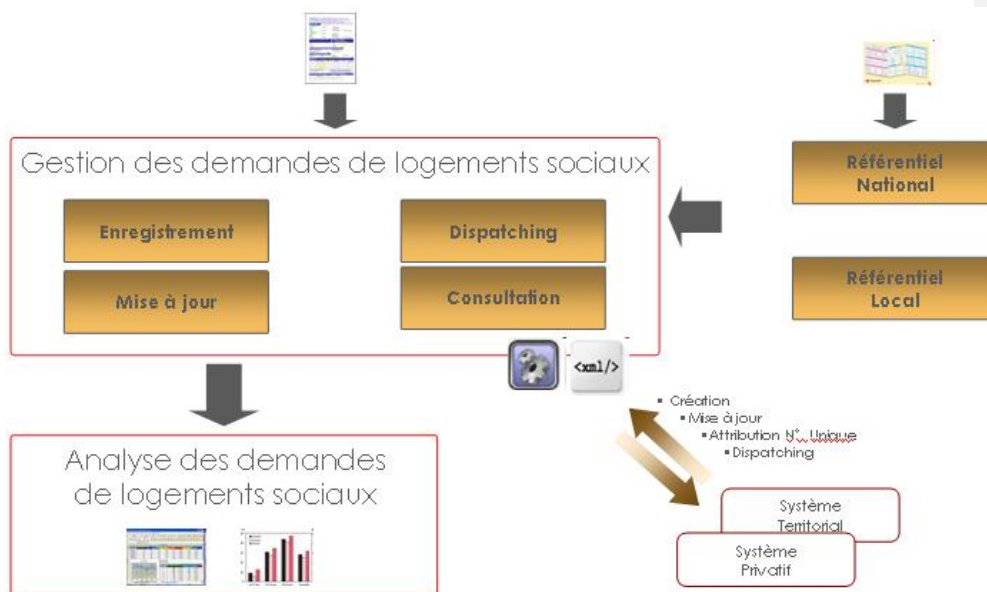 Gestion des demandes de logements sociaux
Enregistrement
Dispatching
Mise à jour
Consultation
Référentiel
National
Référentiel
Local
<xml/>
▪ Création
▪ Mise à jour
▪ Attribution N° Unique
▪ Dispatching
Analyse des demandes
de logements sociaux
Système
Territorial
Système
Privatif